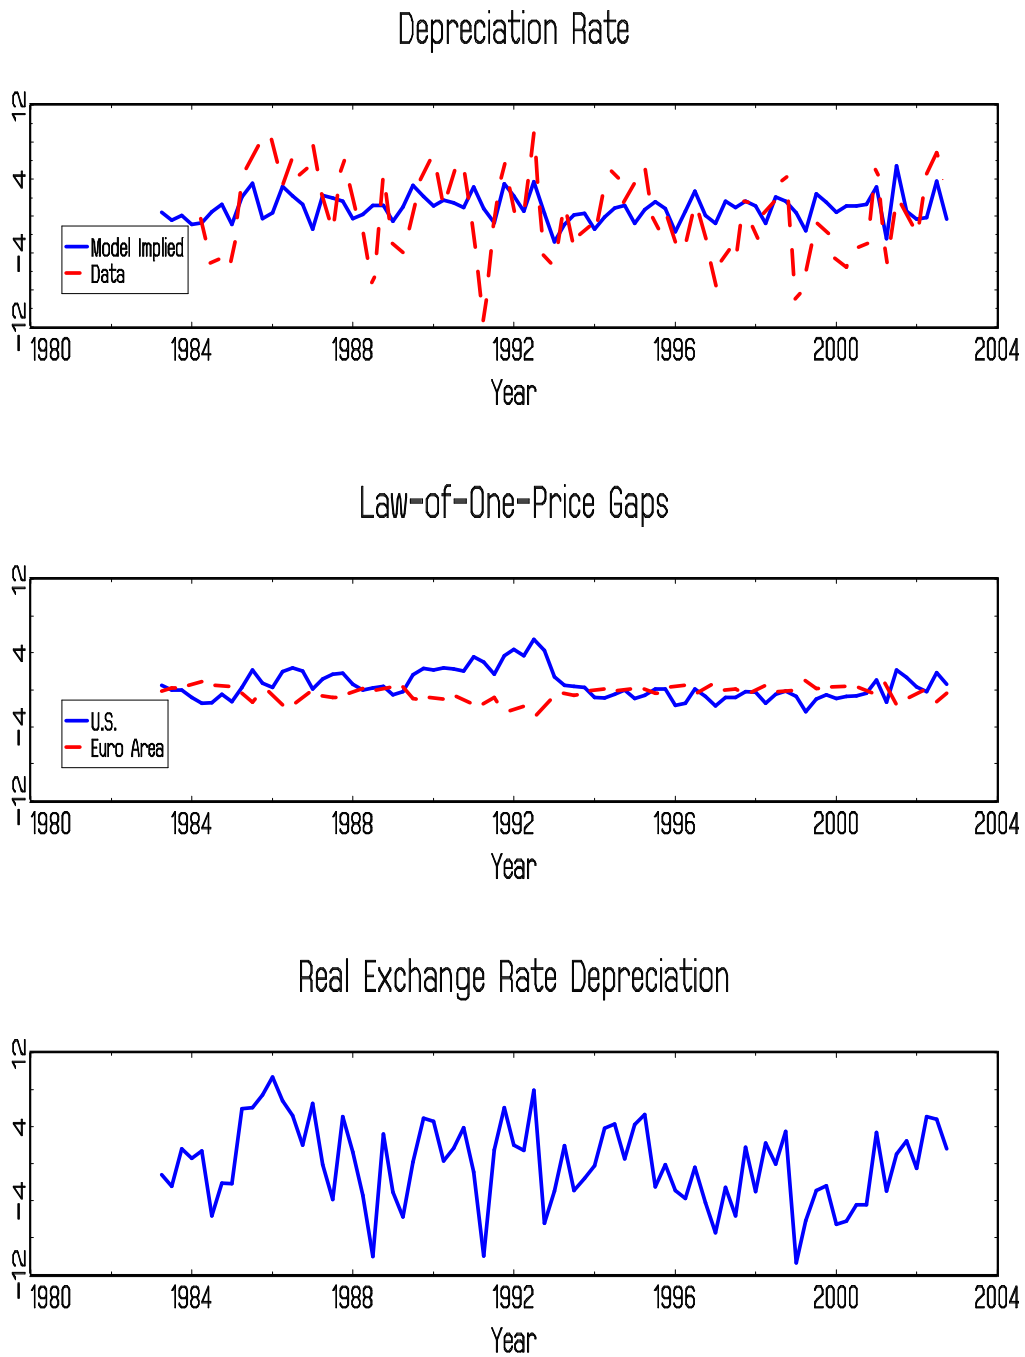 Depreciation Rate
12
4
-4
-12
Model Implied
Data
1980 1984 1988 1992 1996 2000 2004
Year
Law-of-One-Price Gaps
12
4
-4
-12
U.S.
Euro Area
1980 1984 1988 1992 1996 2000 2004
Year
Real Exchange Rate Depreciation
12
4
-4
-12
1980 1984 1988 1992 1996 2000 2004
Year